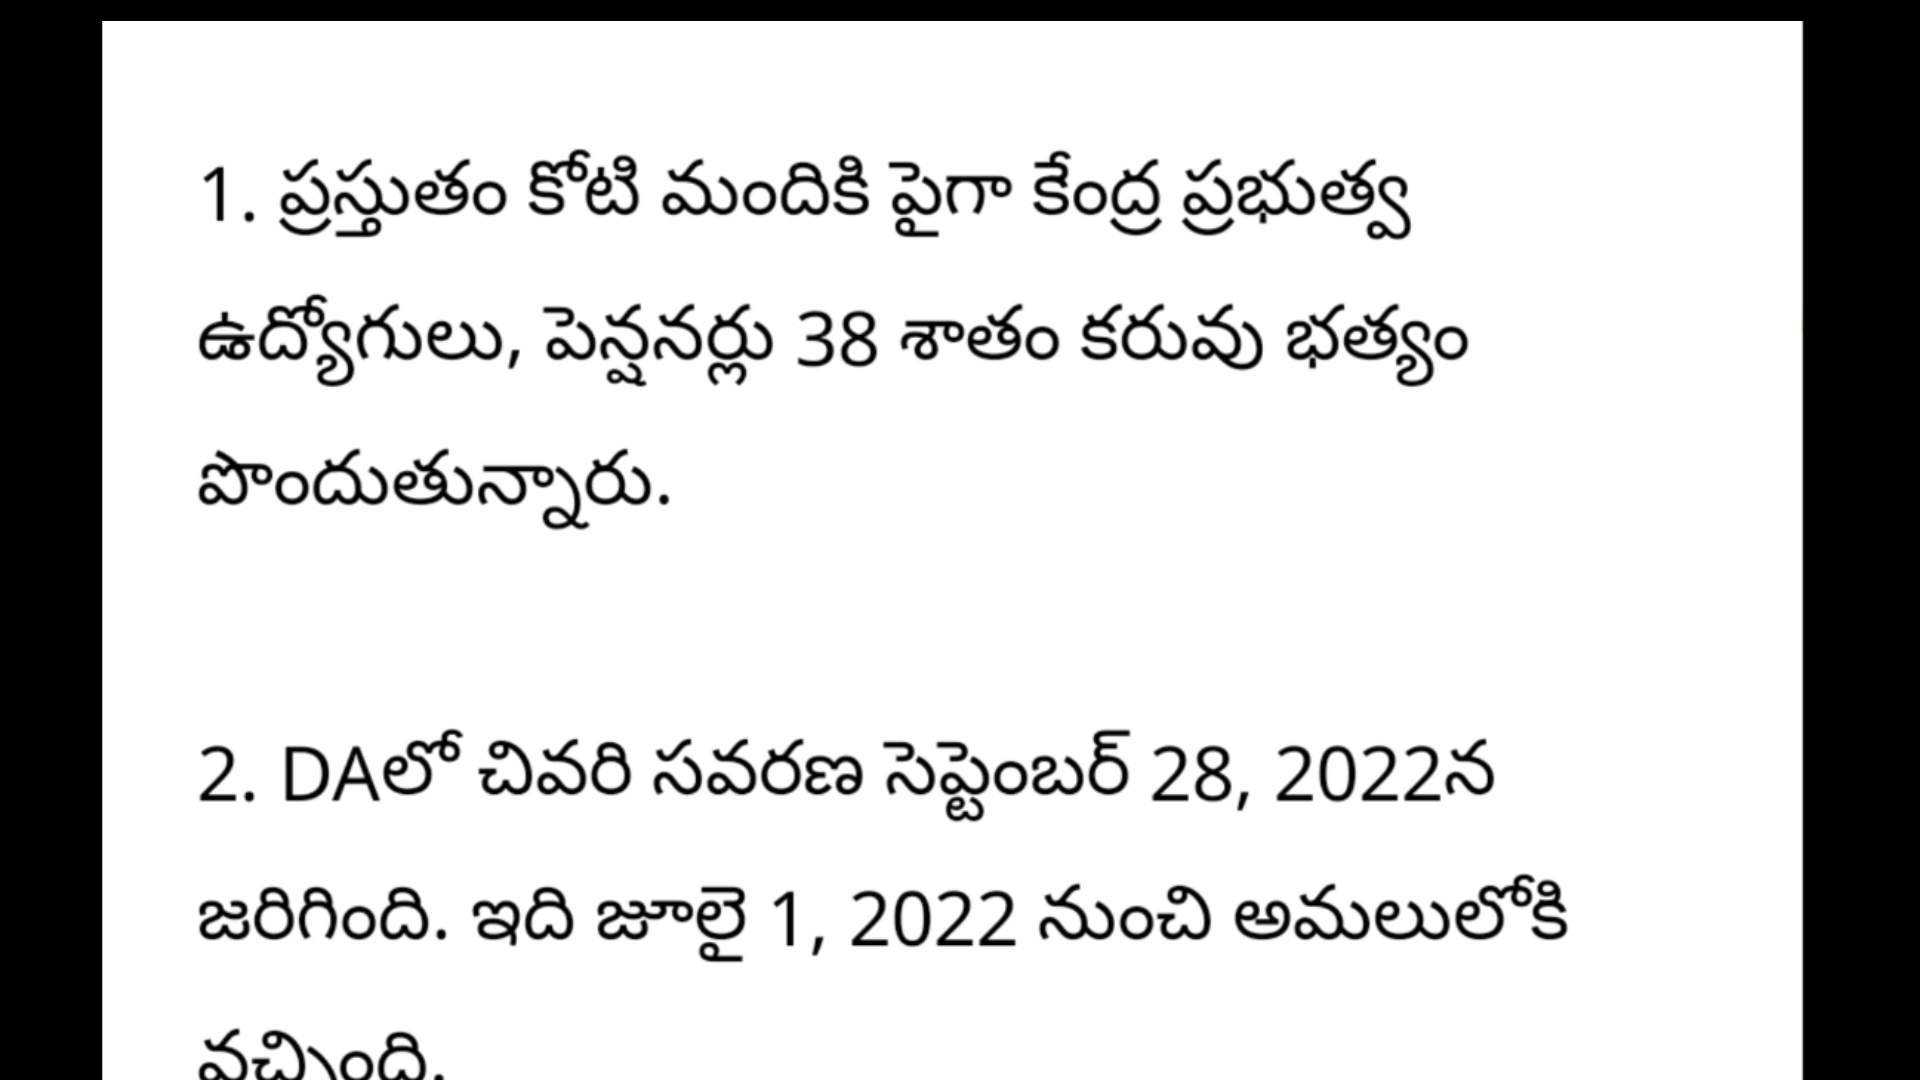 1. ప్రస్తుతం కోటి మందికి పైగా కేంద్ర ప్రభుత్వ
ఉద్యోగులు, పెన్షనర్లు 38 శాతం కరువు భత్యం
పొందుతున్నారు.
2. DAలో చివరి సవరణ సెప్టెంబర్ 28, 2022న
జరిగింది. ఇది జూలై 1, 2022 నుంచి అమలులోకి
వచ్చింది.